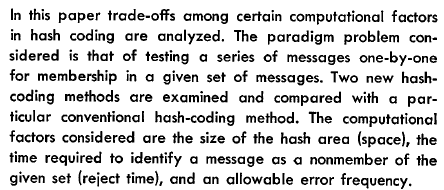 In this paper trade-offs among certain computational factors
in hash coding are analyzed. The paradigm problem con-
sidered is that of testing a series of messages one-by-one
for membership in a given set of messages. Two new hash-
coding methods are examined and compared with a par-
ticular conventional hash-coding method. The computational
factors considered are the size of the hash area (space), the
time required to identify a message as a nonmember of the
given set (reject time), and an allowable error frequency.